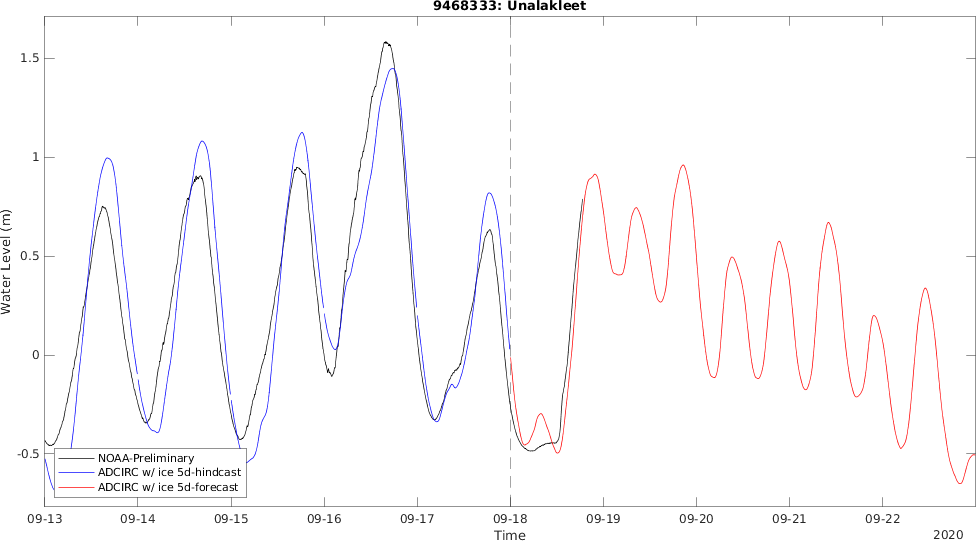 9468333: Unalakleet
Water Level (m)
1.5
1
0.5
0
-0.5
NOAA-Preliminary
ADCIRC w/ ice 5d-hindcast
ADCIRC w/ ice 5d-forecast
09-13 09-14 09-15 09-16 09-17 09-18 09-19 09-20 09-21 09-22
Time
2020